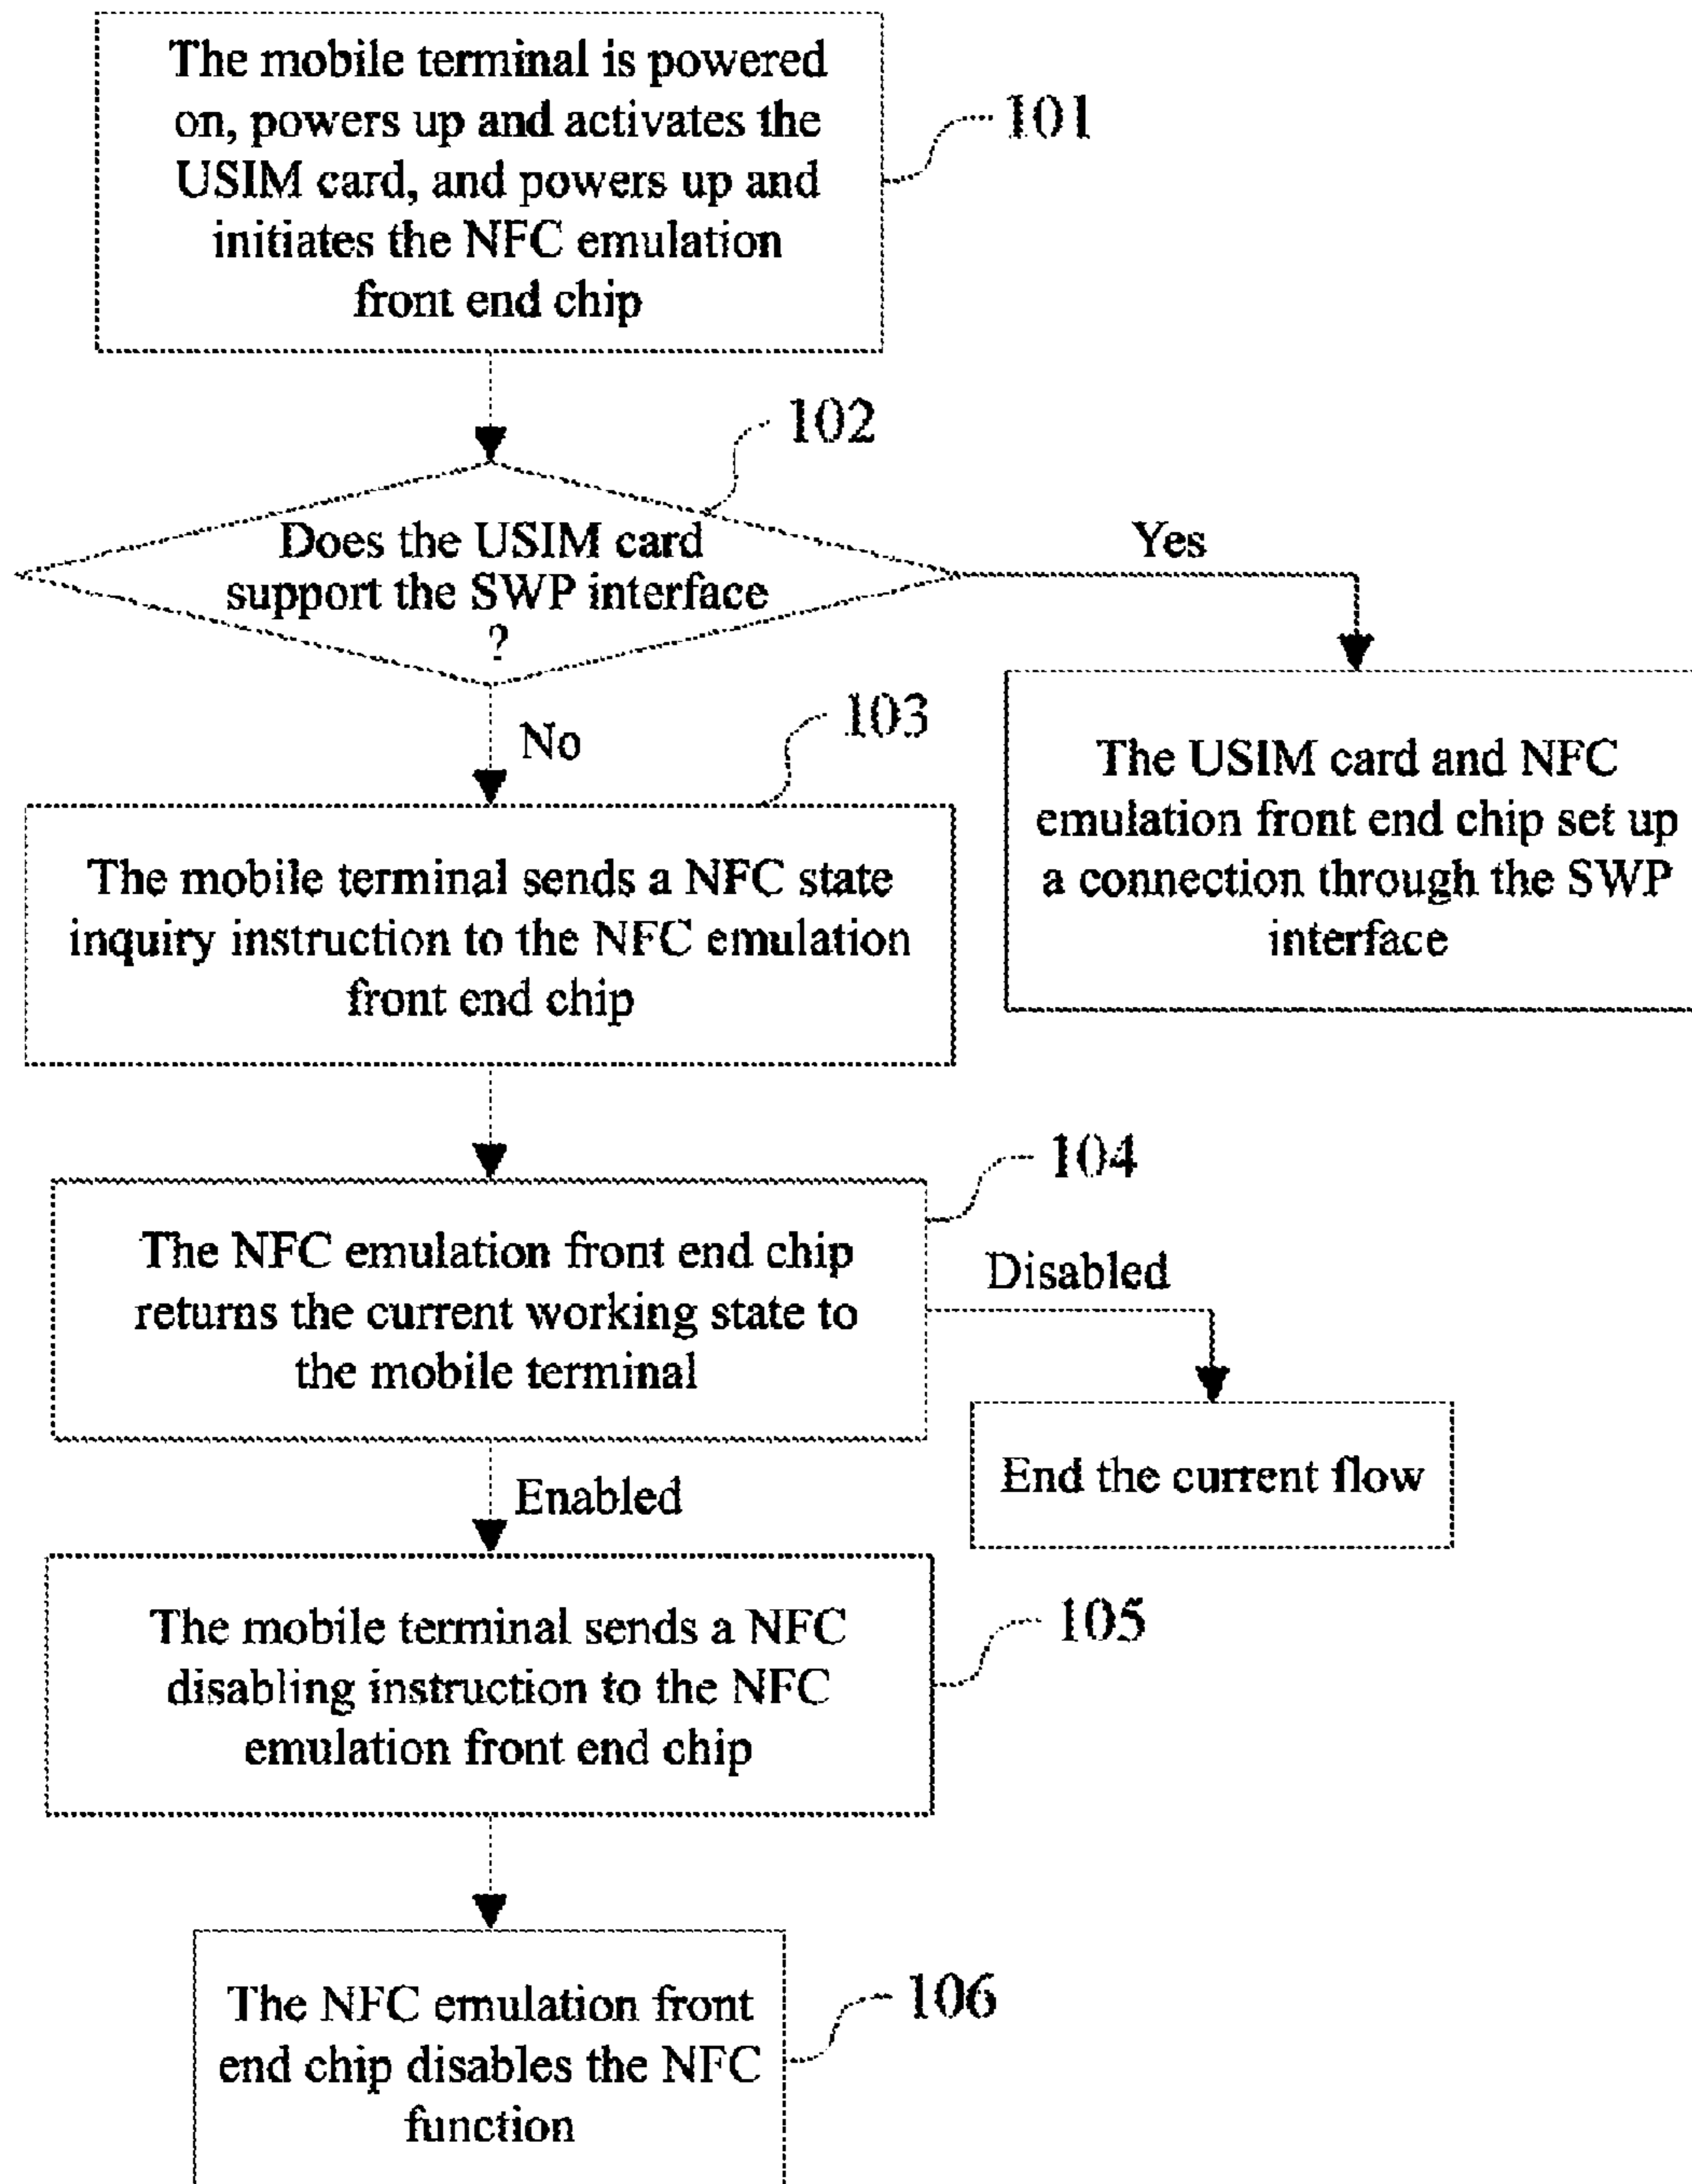 The mobile terminal is powered
on, powers up and activates the
USIM card, and powers up and
initiates the NFC emulation
front end chip
101
102
Does the USIM card
support the SWP interface
?
Yes
No
103
The USIM card and NFC
emulation front end chip set up
a connection through the SWP
interface
The mobile terminal sends a NFC state
inquiry instruction to the NFC emulation
front end chip
104
The NFC emulation front end chip
returns the current working state to
the mobile terminal
Disabled
End the current flow
Enabled
The mobile terminal sends a NFC
disabling instruction to the NFC
emulation front end chip
105
The NFC emulation front
end chip disables the NFC
function
106